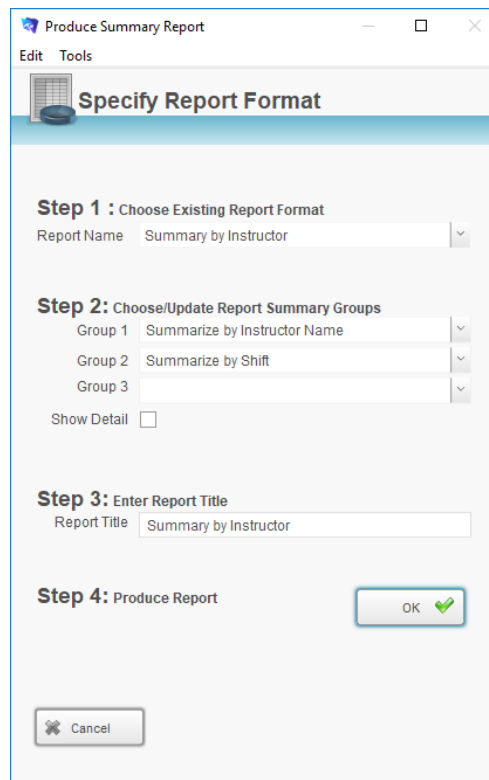 Produce Summary Report
Edit Tools
Specify Report Format
Step 1 : Choose Existing Report Format
Report Name Summary by Instructor
Step 2: Choose/Update Report Summary Groups
Group 1 Summarize by Instructor Name
Group 2 Summarize by Shift
Group 3
Show Detail
Step 3: Enter Report Title
Report Title Summary by Instructor
Step 4: Produce Report
OK
Cancel